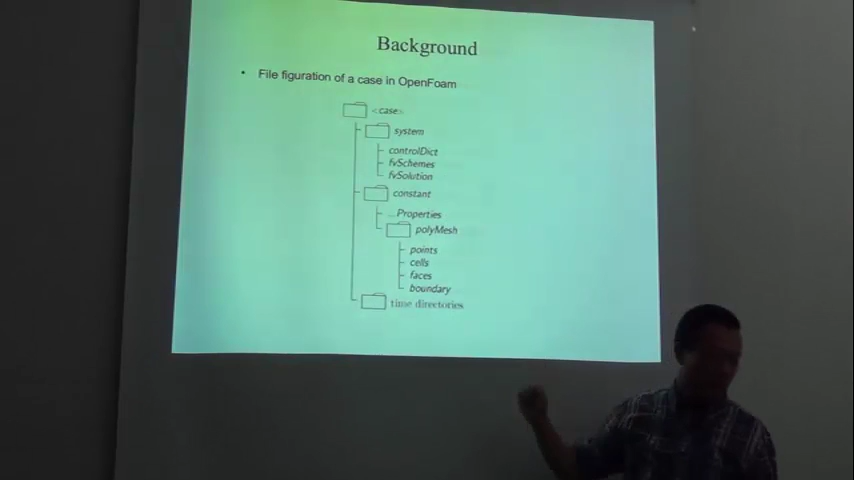 Background
• File figuration of a case in OpenFoam
<case>
system
controlDict
fvSchemes
fvSolution
constant
...Properties
polyMesh
points
cells
faces
boundary
time directories